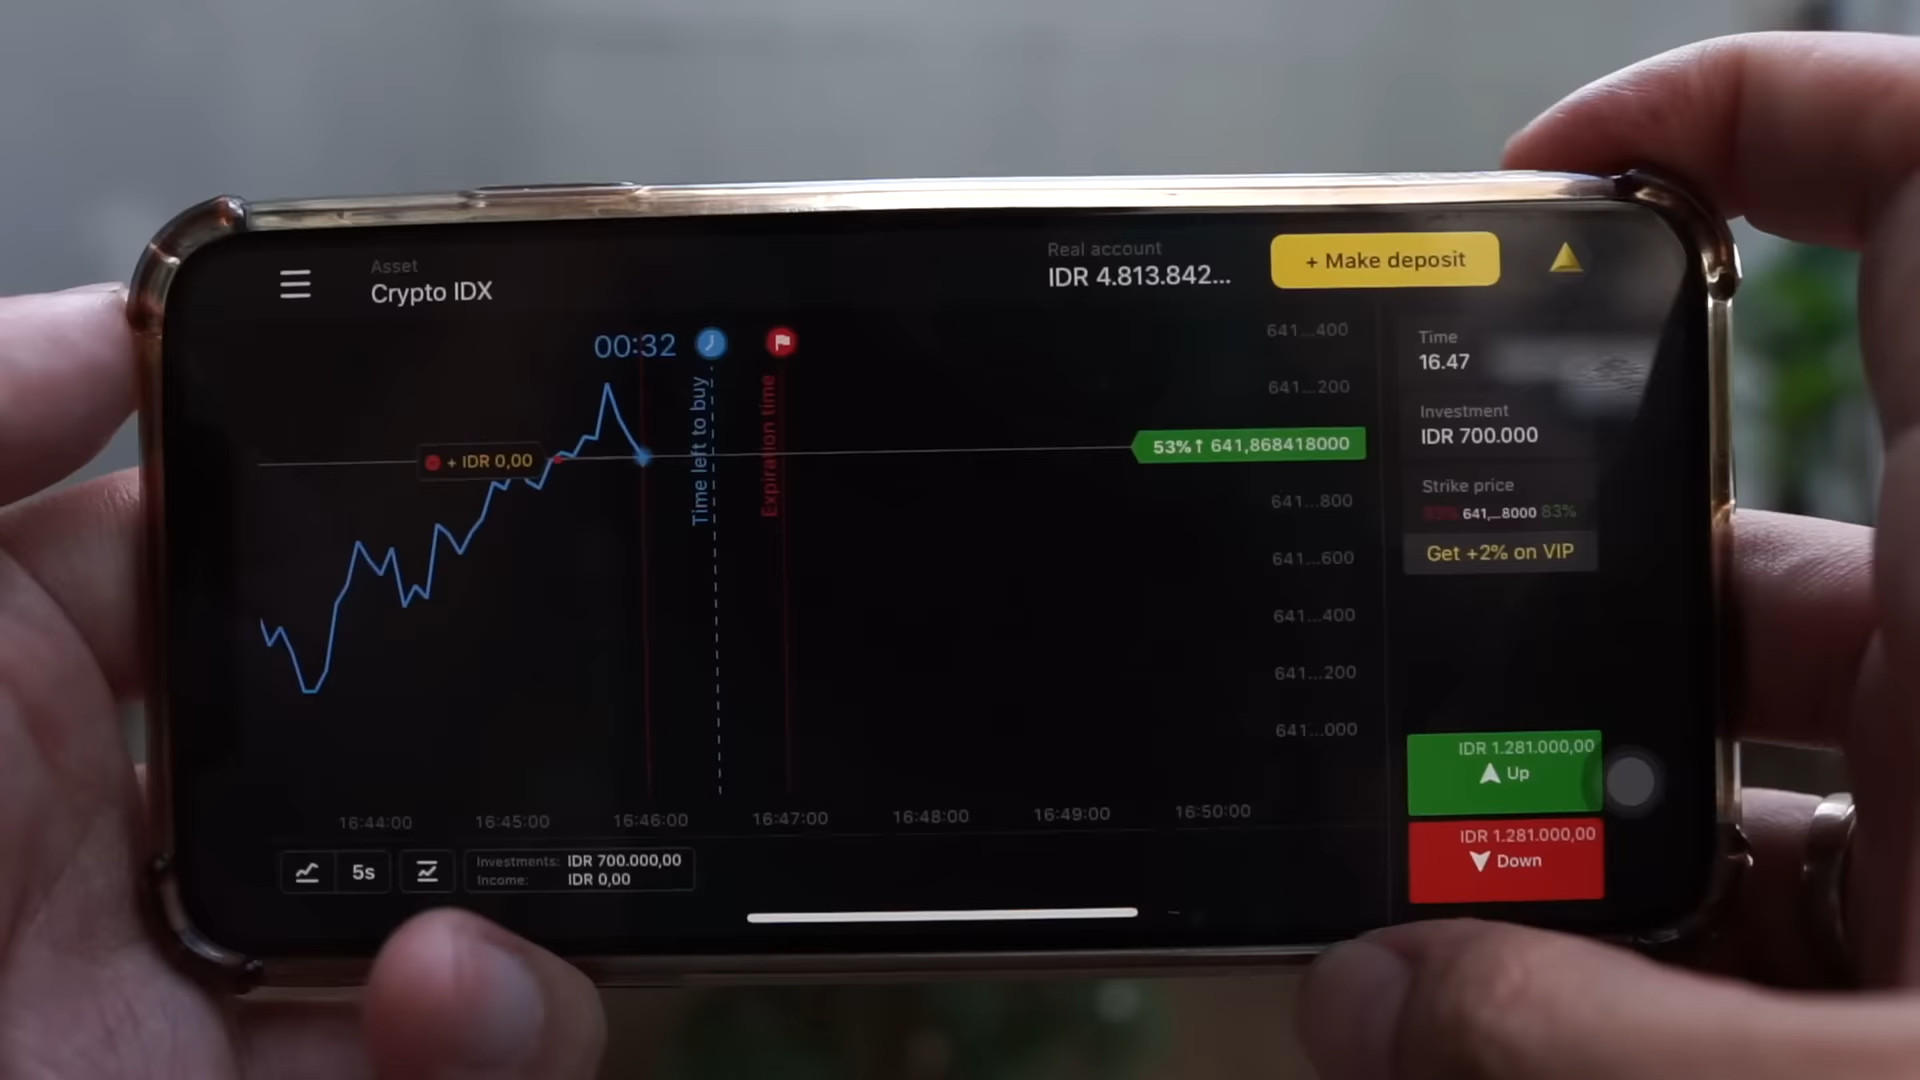 Asset
Crypto IDX
Real account
IDR 4.813.842...
+ Make deposit
00:32
Time left to buy
Expiration time
+ IDR 0,00
53%↑ 641,868418000
641...400
641...200
641...800
641...600
641...400
641...200
641...000
Time
16.47
Investment
IDR 700.000
Strike price
83% 641,...8000 83%
Get +2% on VIP
IDR 1.281.000,00
Up
IDR 1.281.000,00
Down
16:44:00 16:45:00 16:46:00 16:47:00 16:48:00 16:49:00 16:50:00
5s
Investments: IDR 700.000,00
Income: IDR 0,00